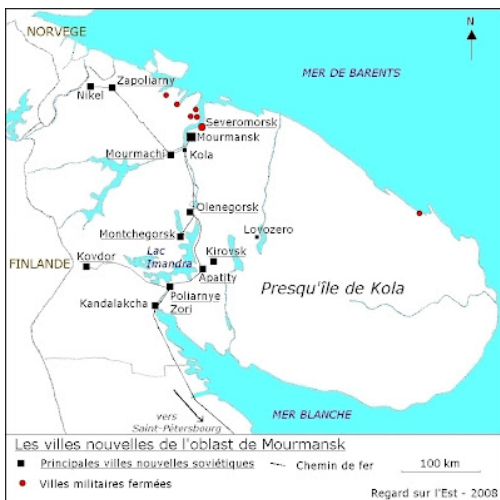 NORVEGE
N
MER DE BARENTS
Zapoliarny
Nikel
Severomorsk
Mourmansk
Mourmachi
Kola
Olenegorsk
Montchegorsk
Lovozero
Lac
Imandra
Kirovsk
Kovdor
FINLANDE
Apatity
Presqu'île de Kola
Poliarnye
Zori
Kandalakcha
vers
Saint-Pétersbourg
MER BLANCHE
Les villes nouvelles de l'oblast de Mourmansk
Principales villes nouvelles soviétiques
Chemin de fer
100 km
Villes militaires fermées
Regard sur l'Est - 2008